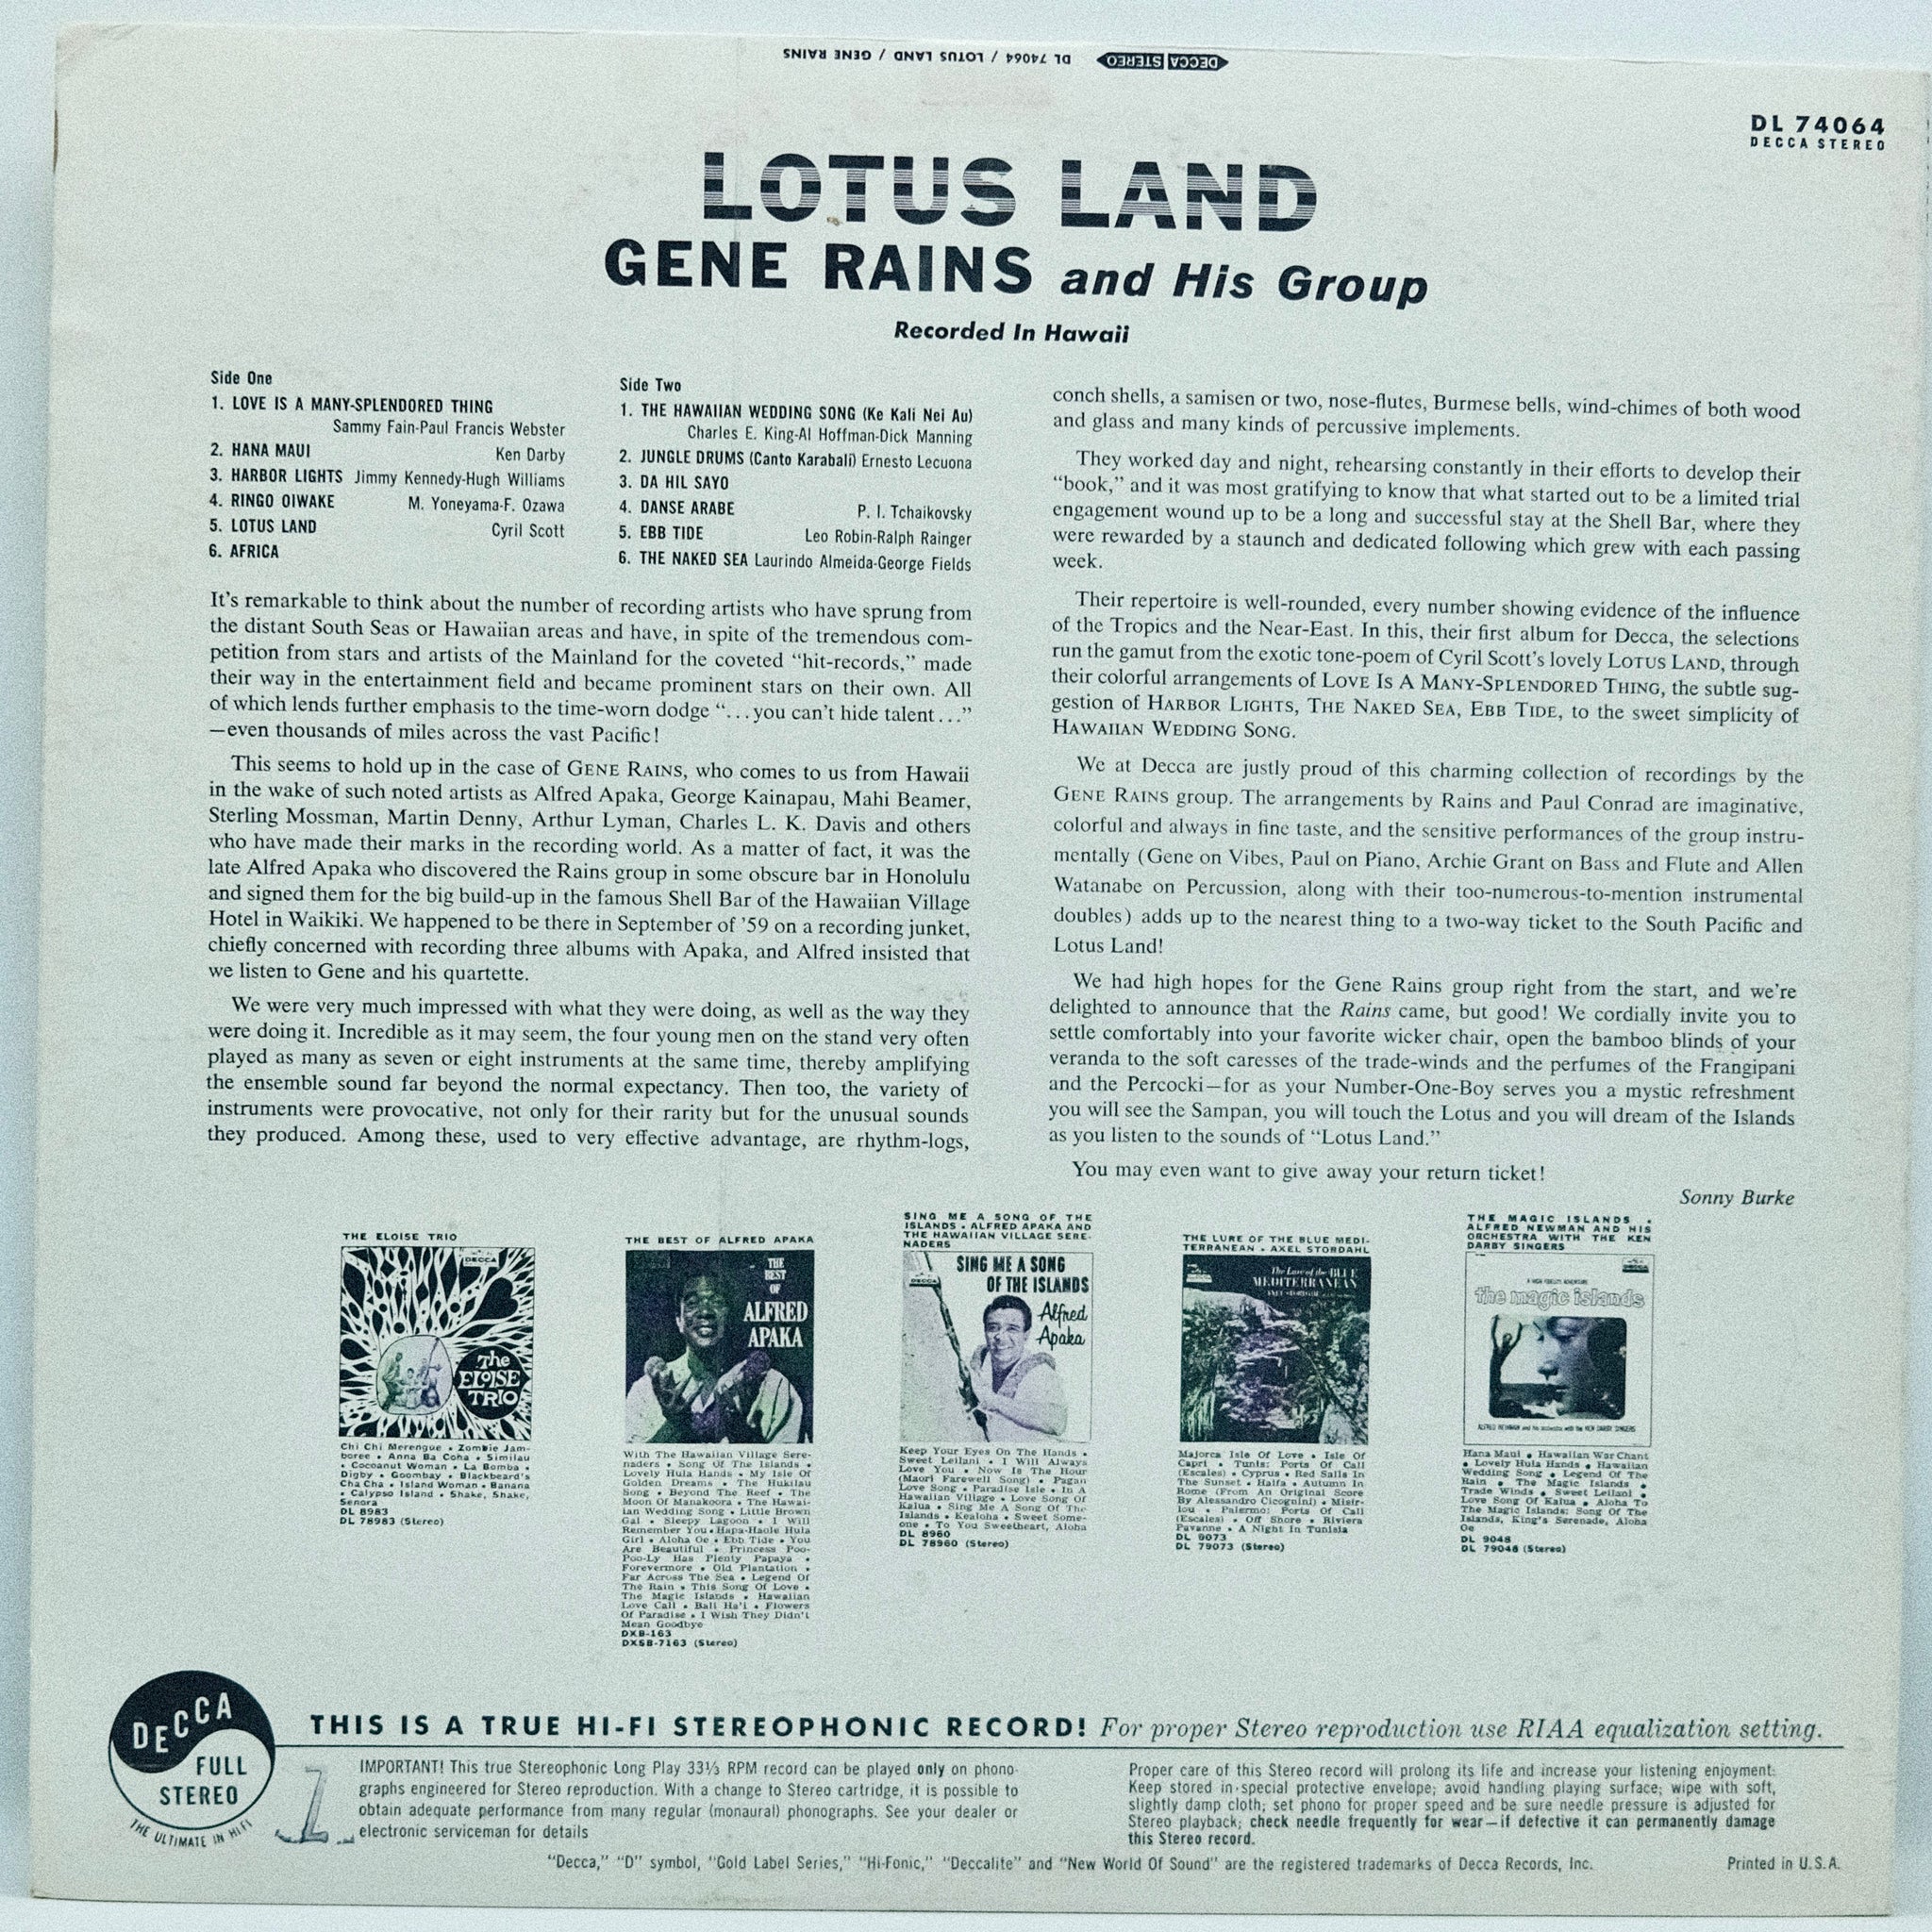 DL 74064 / LOTUS LAND / GENE RAINS
DECCA STEREO
DL 74064
DECCA STEREO
LOTUS LAND
GENE RAINS and His Group
Recorded In Hawaii
Side One
1. LOVE IS A MANY-SPLENDORED THING
Sammy Fain-Paul Francis Webster
2. HANA MAUI Ken Darby
3. HARBOR LIGHTS Jimmy Kennedy-Hugh Williams
4. RINGO OIWAKE M. Yoneyama-F. Ozawa
5. LOTUS LAND Cyril Scott
6. AFRICA
Side Two
1. THE HAWAIIAN WEDDING SONG (Ke Kali Nei Au)
Charles E. King-Al Hoffman-Dick Manning
2. JUNGLE DRUMS (Canto Karabali) Ernesto Lecuona
3. DA HIL SAYO
4. DANSE ARABE P. I. Tchaikovsky
5. EBB TIDE Leo Robin-Ralph Rainger
6. THE NAKED SEA Laurindo Almeida-George Fields
It's remarkable to think about the number of recording artists who have sprung from
the distant South Seas or Hawaiian areas and have, in spite of the tremendous com-
petition from stars and artists of the Mainland for the coveted "hit-records," made
their way in the entertainment field and became prominent stars on their own. All
of which lends further emphasis to the time-worn dodge "...you can't hide talent..."
—even thousands of miles across the vast Pacific!
This seems to hold up in the case of GENE RAINS, who comes to us from Hawaii
in the wake of such noted artists as Alfred Apaka, George Kainapau, Mahi Beamer,
Sterling Mossman, Martin Denny, Arthur Lyman, Charles L. K. Davis and others
who have made their marks in the recording world. As a matter of fact, it was the
late Alfred Apaka who discovered the Rains group in some obscure bar in Honolulu
and signed them for the big build-up in the famous Shell Bar of the Hawaiian Village
Hotel in Waikiki. We happened to be there in September of '59 on a recording junket,
chiefly concerned with recording three albums with Apaka, and Alfred insisted that
we listen to Gene and his quartette.
We were very much impressed with what they were doing, as well as the way they
were doing it. Incredible as it may seem, the four young men on the stand very often
played as many as seven or eight instruments at the same time, thereby amplifying
the ensemble sound far beyond the normal expectancy. Then too, the variety of
instruments were provocative, not only for their rarity but for the unusual sounds
they produced. Among these, used to very effective advantage, are rhythm-logs,
conch shells, a samisen or two, nose-flutes, Burmese bells, wind-chimes of both wood
and glass and many kinds of percussive implements.
They worked day and night, rehearsing constantly in their efforts to develop their
"book," and it was most gratifying to know that what started out to be a limited trial
engagement wound up to be a long and successful stay at the Shell Bar, where they
were rewarded by a staunch and dedicated following which grew with each passing
week.
Their repertoire is well-rounded, every number showing evidence of the influence
of the Tropics and the Near-East. In this, their first album for Decca, the selections
run the gamut from the exotic tone-poem of Cyril Scott's lovely LOTUS LAND, through
their colorful arrangements of LOVE IS A MANY-SPLENDORED THING, the subtle sug-
gestion of HARBOR LIGHTS, THE NAKED SEA, EBB TIDE, to the sweet simplicity of
HAWAIIAN WEDDING SONG.
We at Decca are justly proud of this charming collection of recordings by the
GENE RAINS group. The arrangements by Rains and Paul Conrad are imaginative,
colorful and always in fine taste, and the sensitive performances of the group instru-
mentally (Gene on Vibes, Paul on Piano, Archie Grant on Bass and Flute and Allen
Watanabe on Percussion, along with their too-numerous-to-mention instrumental
doubles) adds up to the nearest thing to a two-way ticket to the South Pacific and
Lotus Land!
We had high hopes for the Gene Rains group right from the start, and we're
delighted to announce that the Rains came, but good! We cordially invite you to
settle comfortably into your favorite wicker chair, open the bamboo blinds of your
veranda to the soft caresses of the trade-winds and the perfumes of the Frangipani
and the Percocki—for as your Number-One-Boy serves you a mystic refreshment
you will see the Sampan, you will touch the Lotus and you will dream of the Islands
as you listen to the sounds of "Lotus Land."
You may even want to give away your return ticket!
Sonny Burke
THE ELOISE TRIO
DECCA
The
ELOISE
TRIO
Chi Chi Merengue • Zombie Jam-
boree • Anna Ba Coha • Similau
• Cocoanut Woman • La Bomba •
Digby • Goombay • Blackbeard's
Cha Cha • Island Woman • Banana
• Calypso Island • Shake, Shake,
Senora
DL 8983
DL 78983 (Stereo)
THE BEST OF ALFRED APAKA
THE
BEST
OF
ALFRED
APAKA
With The Hawaiian Village Sere-
naders • Song Of The Islands •
Lovely Hula Hands • My Isle Of
Golden Dreams • The Hukilau
Song • Beyond The Reef • The
Moon Of Manakoora • The Hawai-
ian Wedding Song • Little Brown
Gal • Sleepy Lagoon • I Will
Remember You • Hapa-Haole Hula
Girl • Aloha Oe • Ebb Tide • You
Are Beautiful • Princess Poo-
Poo-Ly Has Plenty Papaya •
Forevermore • Old Plantation •
Far Across The Sea • Legend Of
The Rain • This Song Of Love •
The Magic Islands • Hawaiian
Love Call • Bali Ha'i • Flowers
Of Paradise • I Wish They Didn't
Mean Goodbye
DXB-163
DXSB-7163 (Stereo)
SING ME A SONG OF THE
ISLANDS • ALFRED APAKA AND
THE HAWAIIAN VILLAGE SERE-
NADERS
DECCA
SING ME A SONG
OF THE ISLANDS
Alfred
Apaka
Keep Your Eyes On The Hands •
Sweet Leilani • I Will Always
Love You • Now Is The Hour
(Maori Farewell Song) • Pagan
Love Song • Paradise Isle • In A
Hawaiian Village • Love Song Of
Kalua • Sing Me A Song Of The
Islands • Kealoha • Sweet Some-
one • To You Sweetheart, Aloha
DL 8960
DL 78960 (Stereo)
THE LURE OF THE BLUE MEDI-
TERRANEAN • AXEL STORDAHL
The Lure of the BLUE
MEDITERRANEAN
Majorca Isle Of Love • Isle Of
Capri • Tunis: Ports Of Call
(Escales) • Cyprus • Red Sails In
The Sunset • Haifa • Autumn In
Rome (From An Original Score
By Alessandro Cicognini) • Misir-
lou • Palermo: Ports Of Call
(Escales) • Off Shore • Riviera
Pavanne • A Night In Tunisia
DL 9073
DL 79073 (Stereo)
THE MAGIC ISLANDS •
ALFRED NEWMAN AND HIS
ORCHESTRA WITH THE KEN
DARBY SINGERS
A HIGH FIDELITY ADVENTURE
the magic islands
ALFRED NEWMAN and his orchestra with the KEN DARBY SINGERS
Hana Maui • Hawaiian War Chant
• Lovely Hula Hands • Hawaiian
Wedding Song • Legend Of The
Rain • The Magic Islands •
Trade Winds • Sweet Leilani •
Love Song Of Kalua • Aloha To
The Magic Islands: Song Of The
Islands, King's Serenade, Aloha
Oe
DL 9048
DL 79048 (Stereo)
DECCA
FULL
STEREO
THE ULTIMATE IN HI-FI
THIS IS A TRUE HI-FI STEREOPHONIC RECORD! For proper Stereo reproduction use RIAA equalization setting.
1
IMPORTANT! This true Stereophonic Long Play 33⅓ RPM record can be played only on phono-
graphs engineered for Stereo reproduction. With a change to Stereo cartridge, it is possible to
obtain adequate performance from many regular (monaural) phonographs. See your dealer or
electronic serviceman for details
Proper care of this Stereo record will prolong its life and increase your listening enjoyment:
Keep stored in special protective envelope; avoid handling playing surface; wipe with soft,
slightly damp cloth; set phono for proper speed and be sure needle pressure is adjusted for
Stereo playback; check needle frequently for wear—if defective it can permanently damage
this Stereo record.
"Decca," "D" symbol, "Gold Label Series," "Hi-Fonic," "Deccalite" and "New World Of Sound" are the registered trademarks of Decca Records, Inc.
Printed in U.S.A.